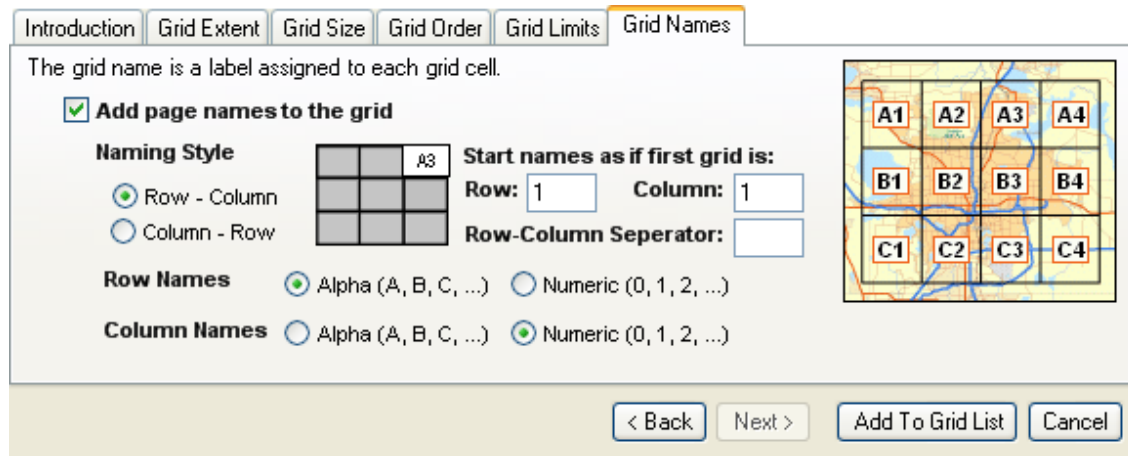 Introduction Grid Extent Grid Size Grid Order Grid Limits Grid Names
The grid name is a label assigned to each grid cell.
Add page names to the grid
Naming Style
A3
Start names as if first grid is:
Row - Column
Row: 1 Column: 1
Column - Row
Row-Column Seperator:
Row Names Alpha (A, B, C, ...) Numeric (0, 1, 2, ...)
Column Names Alpha (A, B, C, ...) Numeric (0, 1, 2, ...)
A1 A2 A3 A4
B1 B2 B3 B4
C1 C2 C3 C4
< Back Next > Add To Grid List Cancel